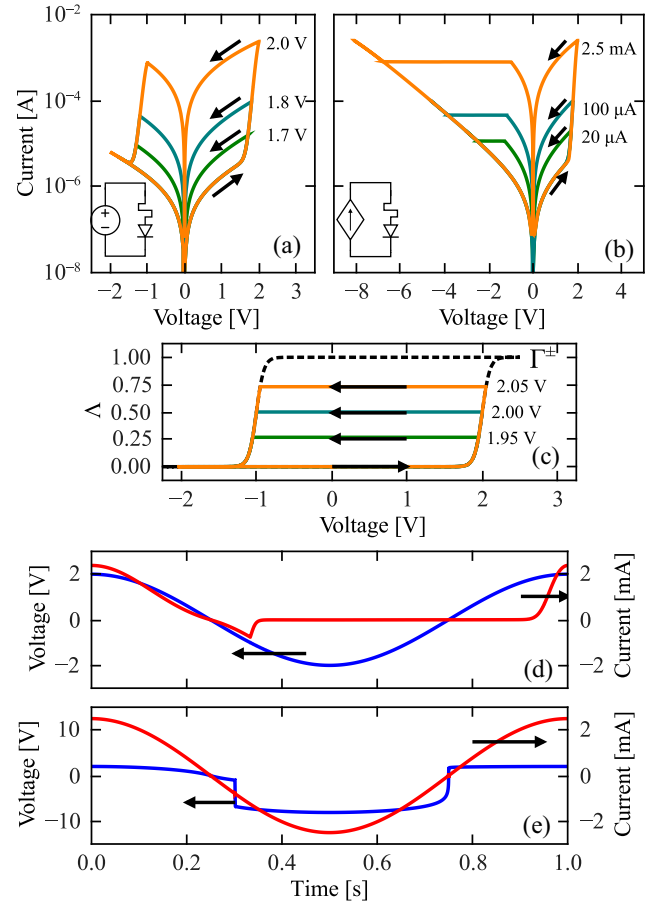 10⁻²
10⁻⁴
10⁻⁶
10⁻⁸
Current [A]
2.0 V
1.8 V
1.7 V
(a)
−2 −1 0 1 2 3
Voltage [V]
2.5 mA
100 μA
20 μA
(b)
−8 −6 −4 −2 0 2 4
Voltage [V]
1.00
0.75
0.50
0.25
0.00
Λ
Γ±
2.05 V
2.00 V
1.95 V
(c)
−2 −1 0 1 2 3
Voltage [V]
2
0
−2
Voltage [V]
2
0
−2
Current [mA]
(d)
10
0
−10
Voltage [V]
2
0
−2
Current [mA]
(e)
0.0 0.2 0.4 0.6 0.8 1.0
Time [s]